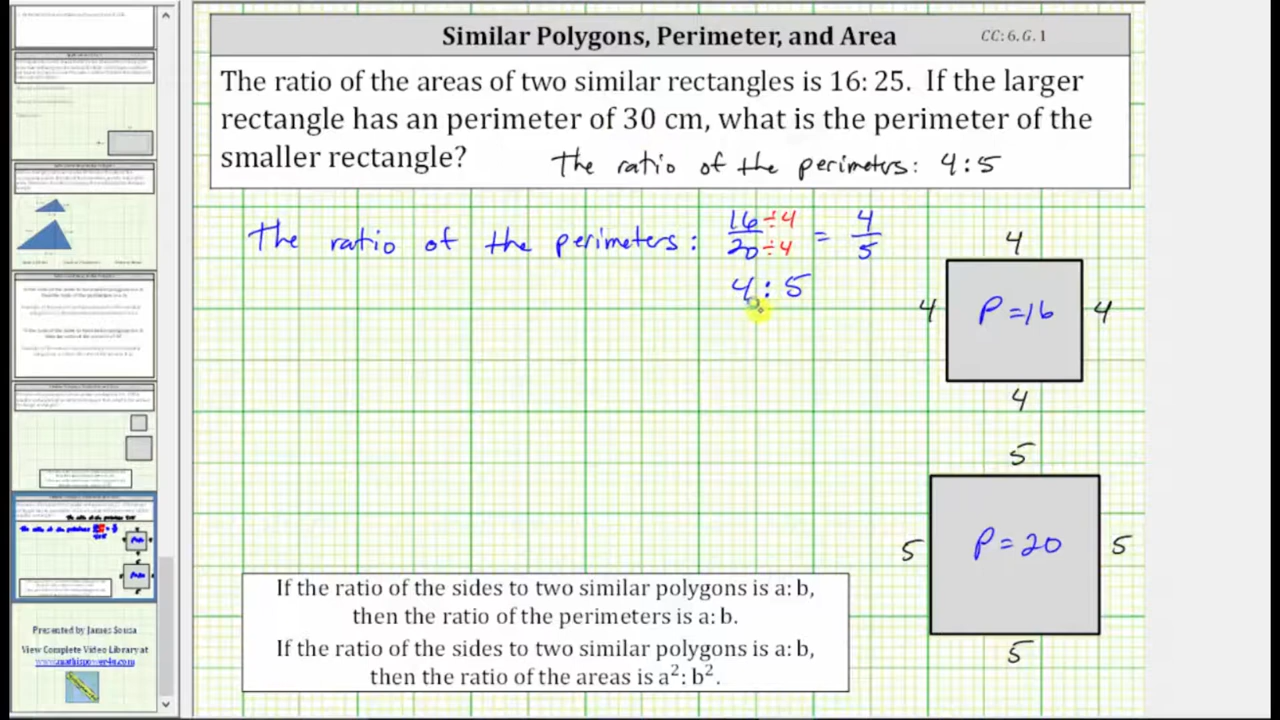 Similar Polygons, Perimeter, and Area CC: 6.G.1
The ratio of the areas of two similar rectangles is 16: 25. If the larger
rectangle has an perimeter of 30 cm, what is the perimeter of the
smaller rectangle? The ratio of the perimeters: 4:5
The ratio of the perimeters: 16÷4/20÷4 = 4/5
4:5
4
4 P=16 4
4
5
5 P=20 5
5
If the ratio of the sides to two similar polygons is a: b,
then the ratio of the perimeters is a: b.
If the ratio of the sides to two similar polygons is a: b,
then the ratio of the areas is a²: b².
Presented by James Sousa
View Complete Video Library at
www.mathispower4u.com